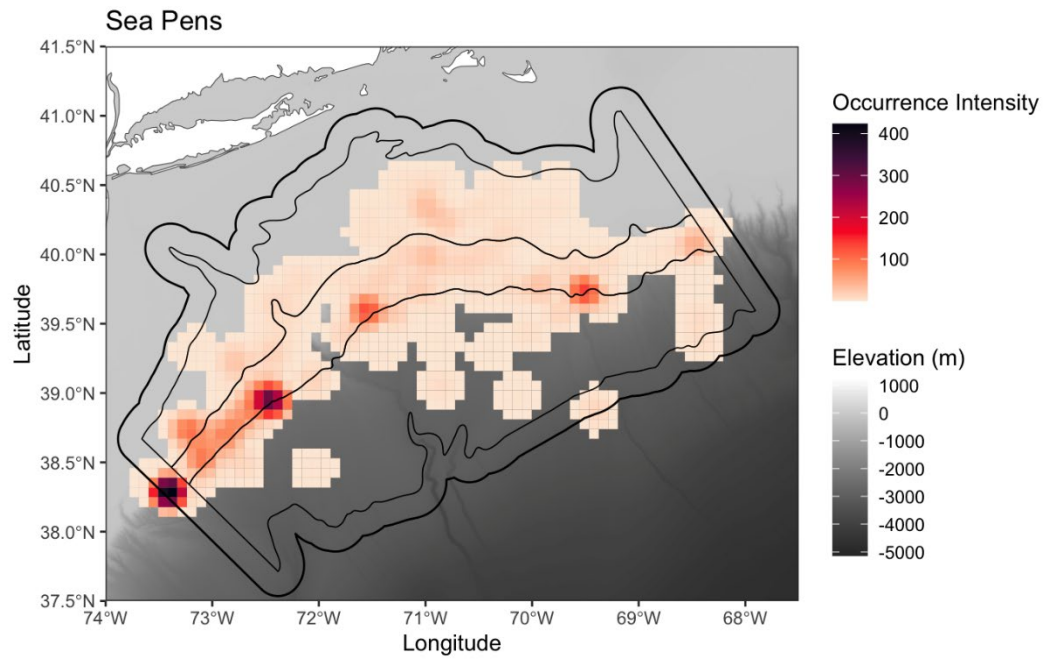 Sea Pens
41.5°N
41.0°N
40.5°N
40.0°N
39.5°N
39.0°N
38.5°N
38.0°N
37.5°N
Latitude
74°W 73°W 72°W 71°W 70°W 69°W 68°W
Longitude
Occurrence Intensity
400
300
200
100
Elevation (m)
1000
0
-1000
-2000
-3000
-4000
-5000